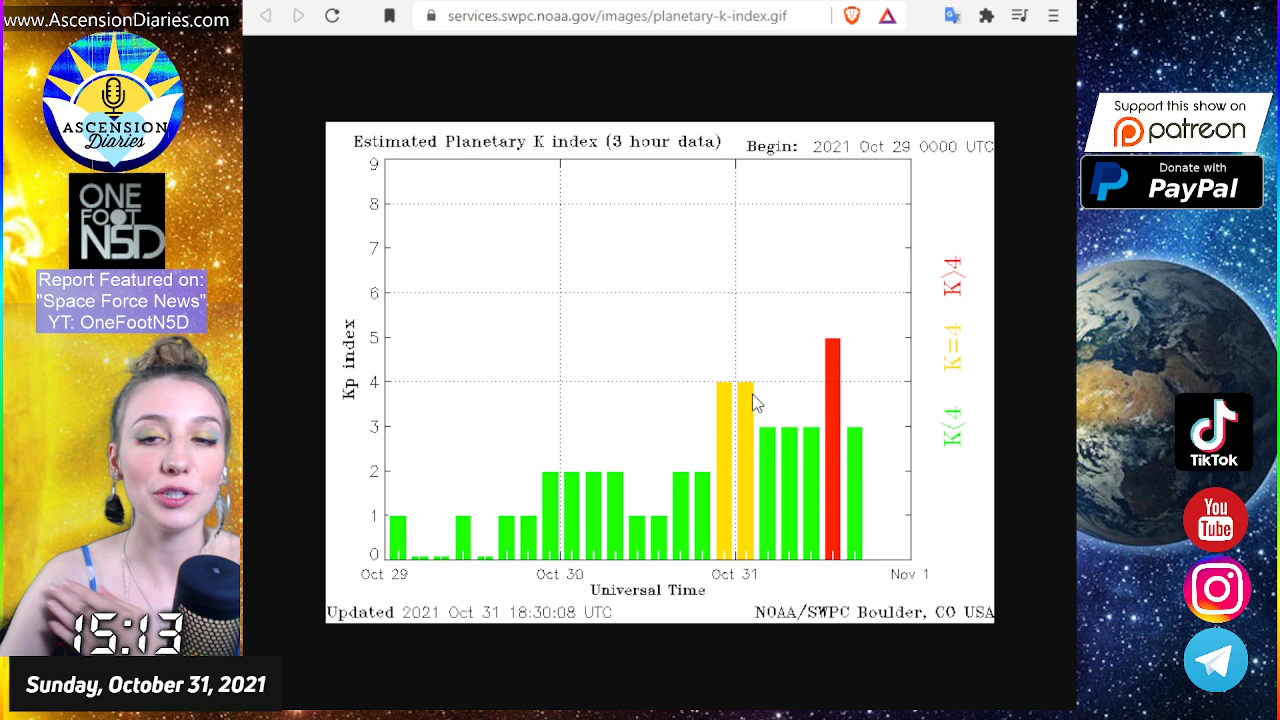 www.AscensionDiaries.com
ASCENSION
Diaries
ONE
FOOT
N5D
Report Featured on:
"Space Force News"
YT: OneFootN5D
15:13
Sunday, October 31, 2021
services.swpc.noaa.gov/images/planetary-k-index.gif
Estimated Planetary K index (3 hour data)
Begin: 2021 Oct 29 0000 UTC
9
8
7
6
5
4
3
2
1
0
Kp index
K>4
K=4
K<4
Oct 29
Oct 30
Oct 31
Nov 1
Universal Time
Updated 2021 Oct 31 18:30:08 UTC
NOAA/SWPC Boulder, CO USA
Support this show on
patreon
Donate with
PayPal
TikTok
You
Tube